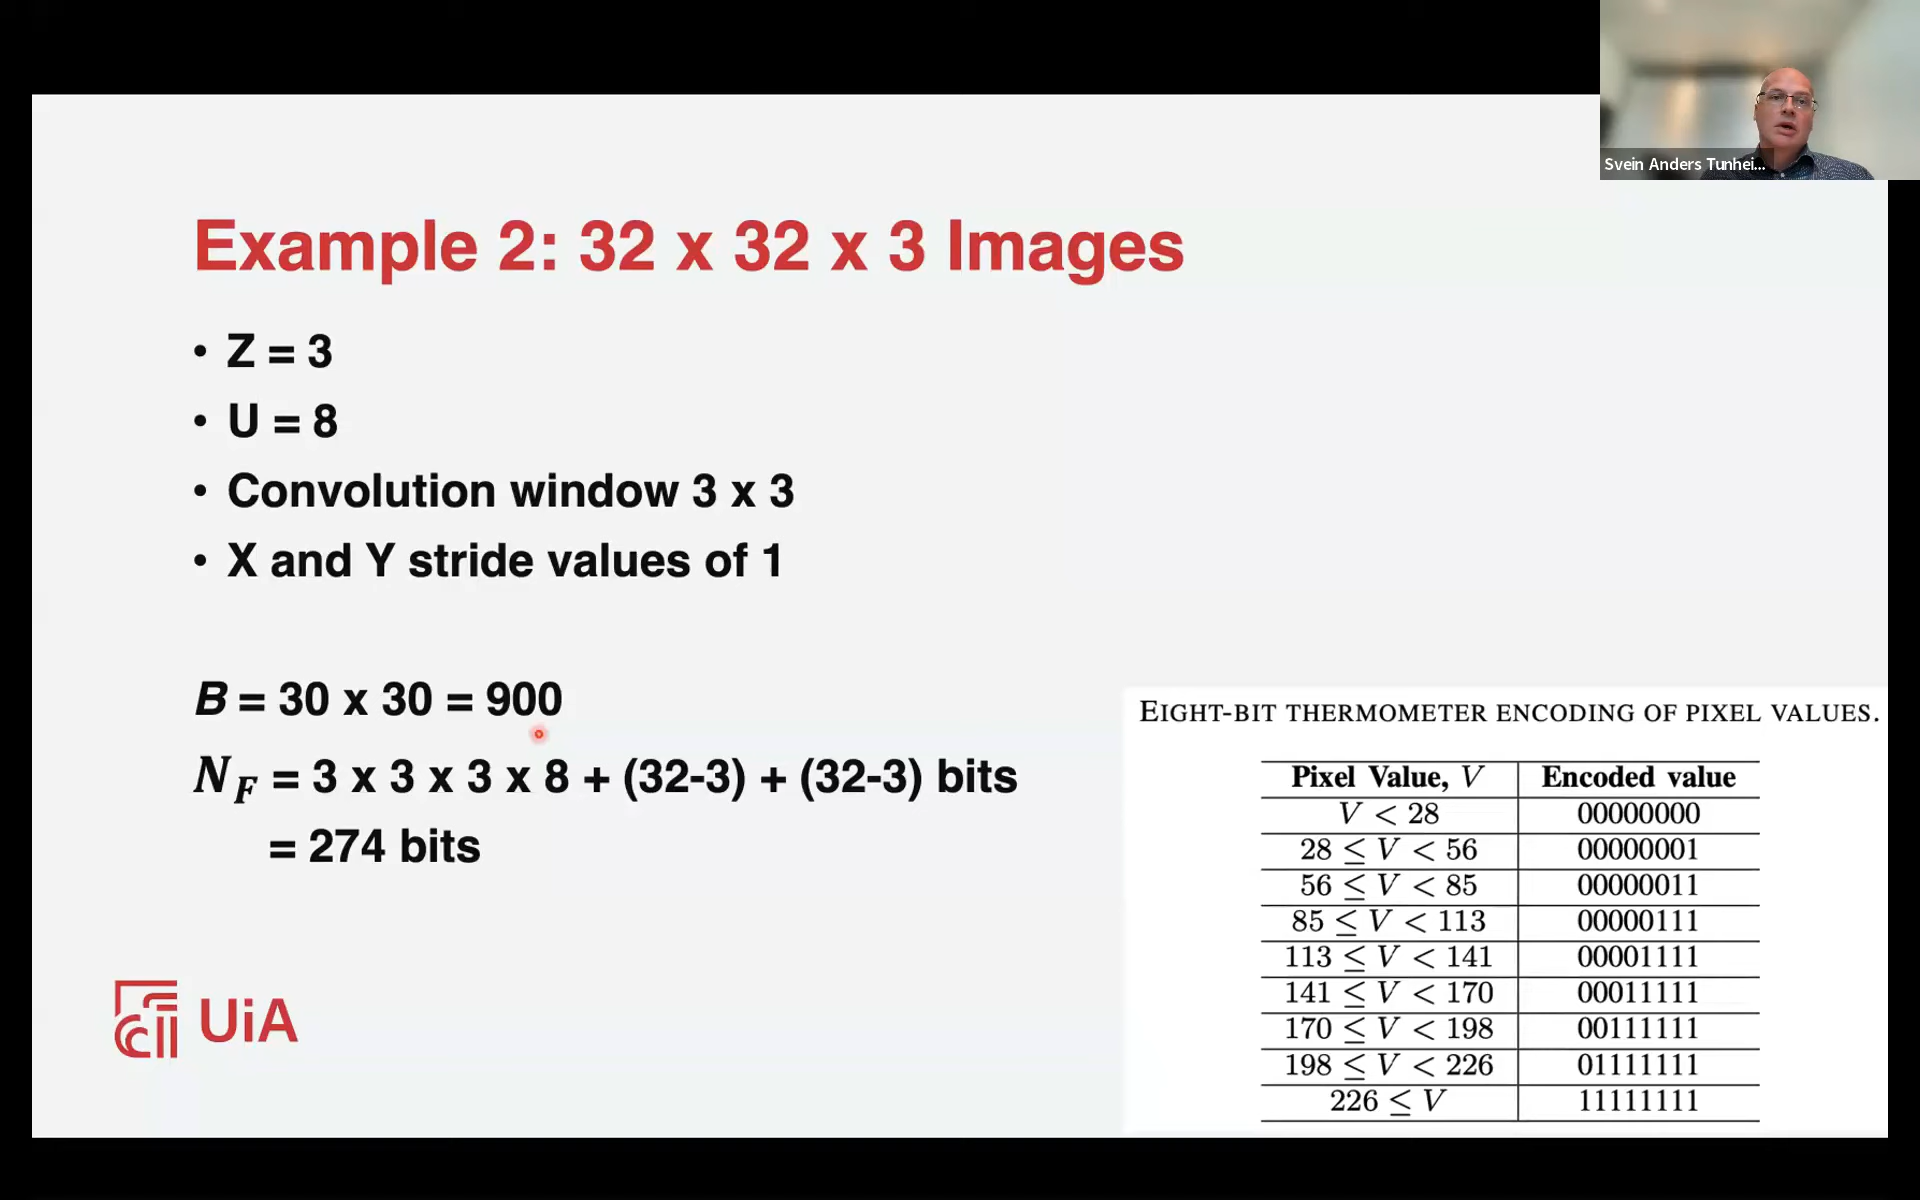 Svein Anders Tunhei...
Example 2: 32 x 32 x 3 Images
• Z = 3
• U = 8
• Convolution window 3 x 3
• X and Y stride values of 1
B = 30 x 30 = 900
N_F = 3 x 3 x 3 x 8 + (32-3) + (32-3) bits
= 274 bits
EIGHT-BIT THERMOMETER ENCODING OF PIXEL VALUES.
Pixel Value, V Encoded value
V < 28 00000000
28 ≤ V < 56 00000001
56 ≤ V < 85 00000011
85 ≤ V < 113 00000111
113 ≤ V < 141 00001111
141 ≤ V < 170 00011111
170 ≤ V < 198 00111111
198 ≤ V < 226 01111111
226 ≤ V 11111111
UiA